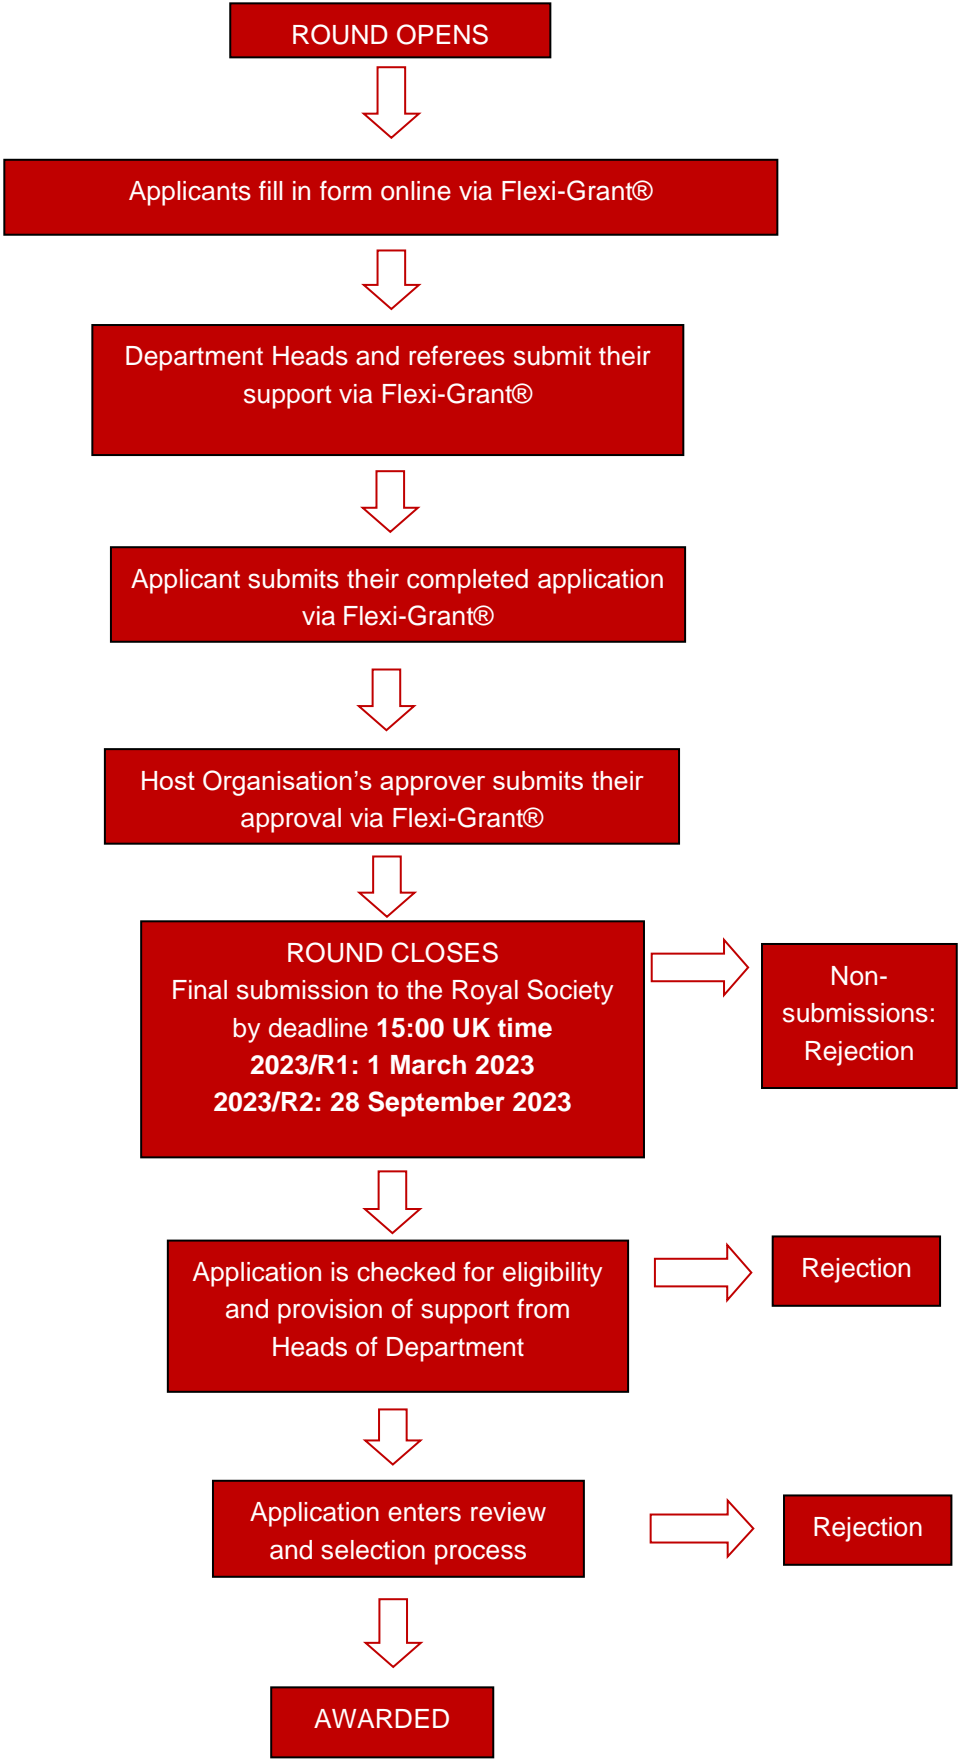 ROUND OPENS
Applicants fill in form online via Flexi-Grant®
Department Heads and referees submit their
support via Flexi-Grant®
Applicant submits their completed application
via Flexi-Grant®
Host Organisation’s approver submits their
approval via Flexi-Grant®
ROUND CLOSES
Final submission to the Royal Society
by deadline 15:00 UK time
2023/R1: 1 March 2023
2023/R2: 28 September 2023
Non-
submissions:
Rejection
Application is checked for eligibility
and provision of support from
Heads of Department
Rejection
Application enters review
and selection process
Rejection
AWARDED